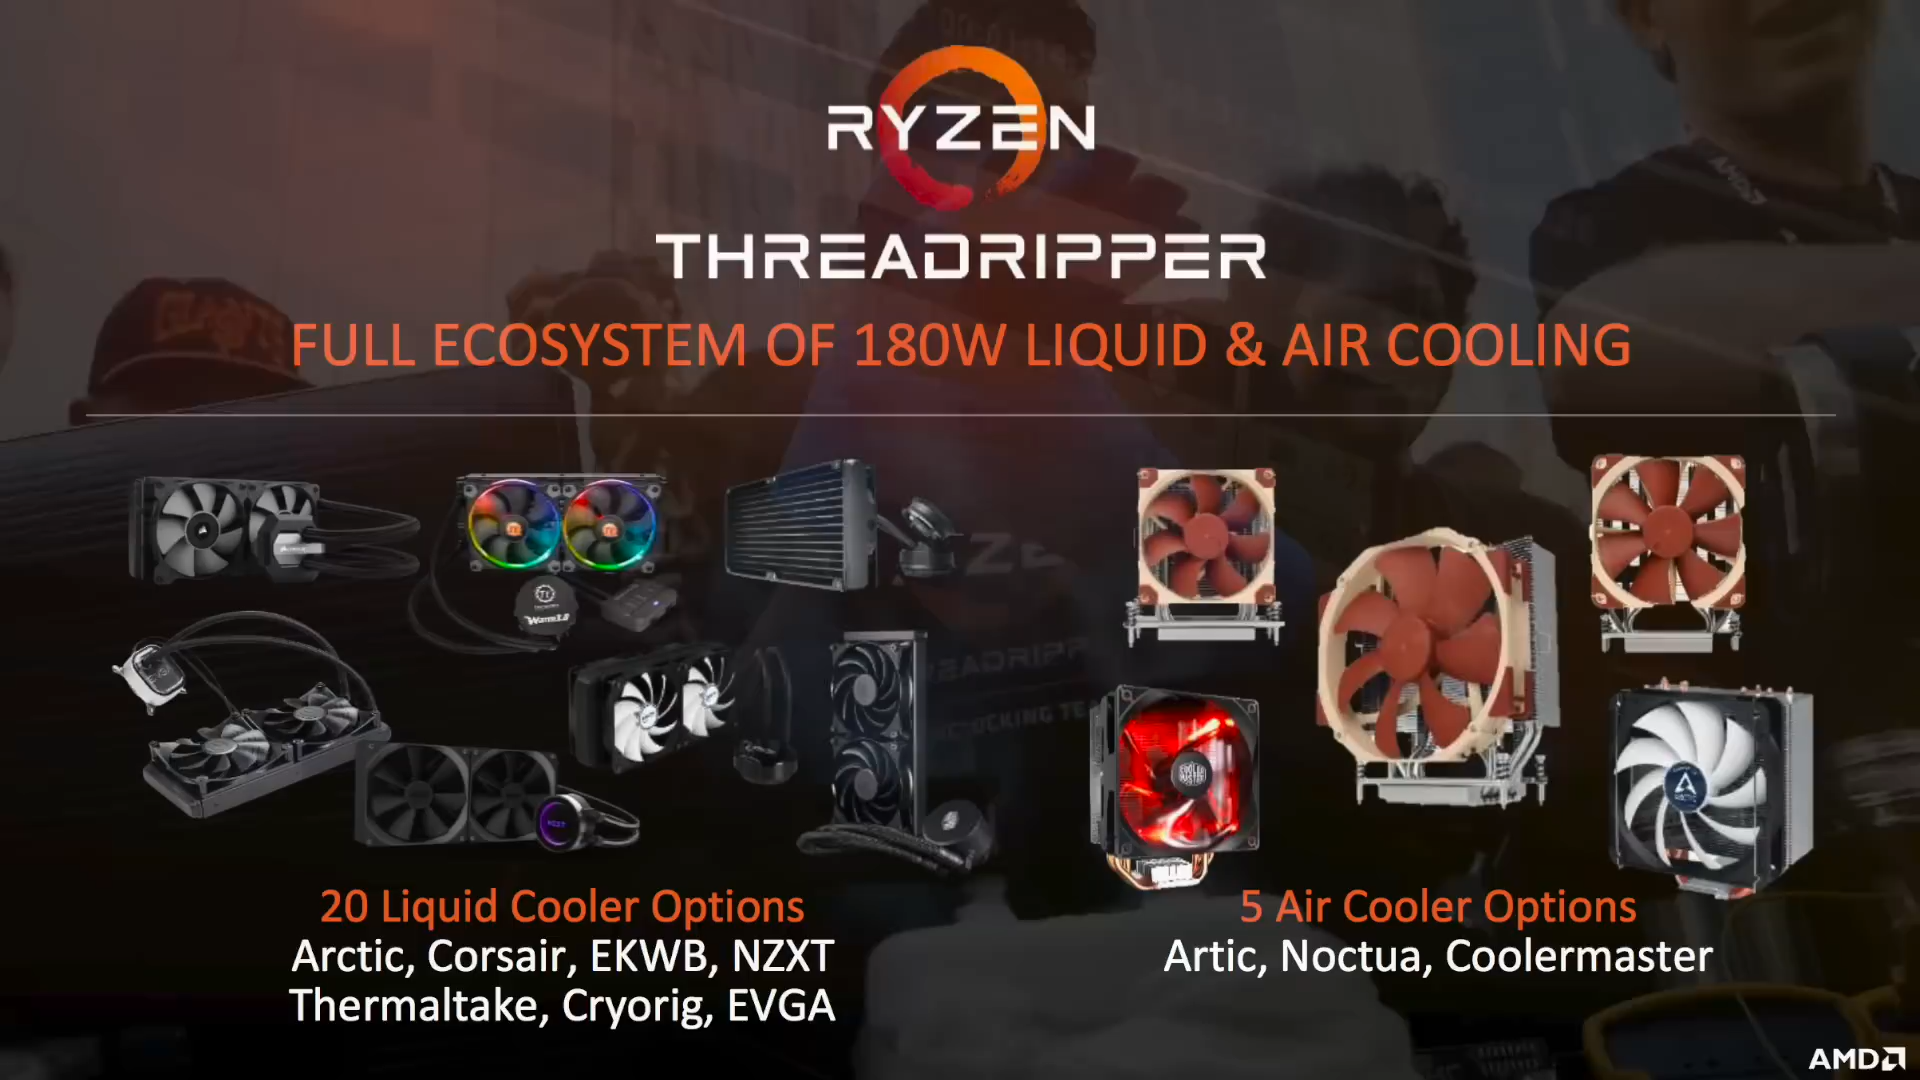 RYZEN
THREADRIPPER
FULL ECOSYSTEM OF 180W LIQUID & AIR COOLING
20 Liquid Cooler Options
Arctic, Corsair, EKWB, NZXT
Thermaltake, Cryorig, EVGA
5 Air Cooler Options
Artic, Noctua, Coolermaster
AMD